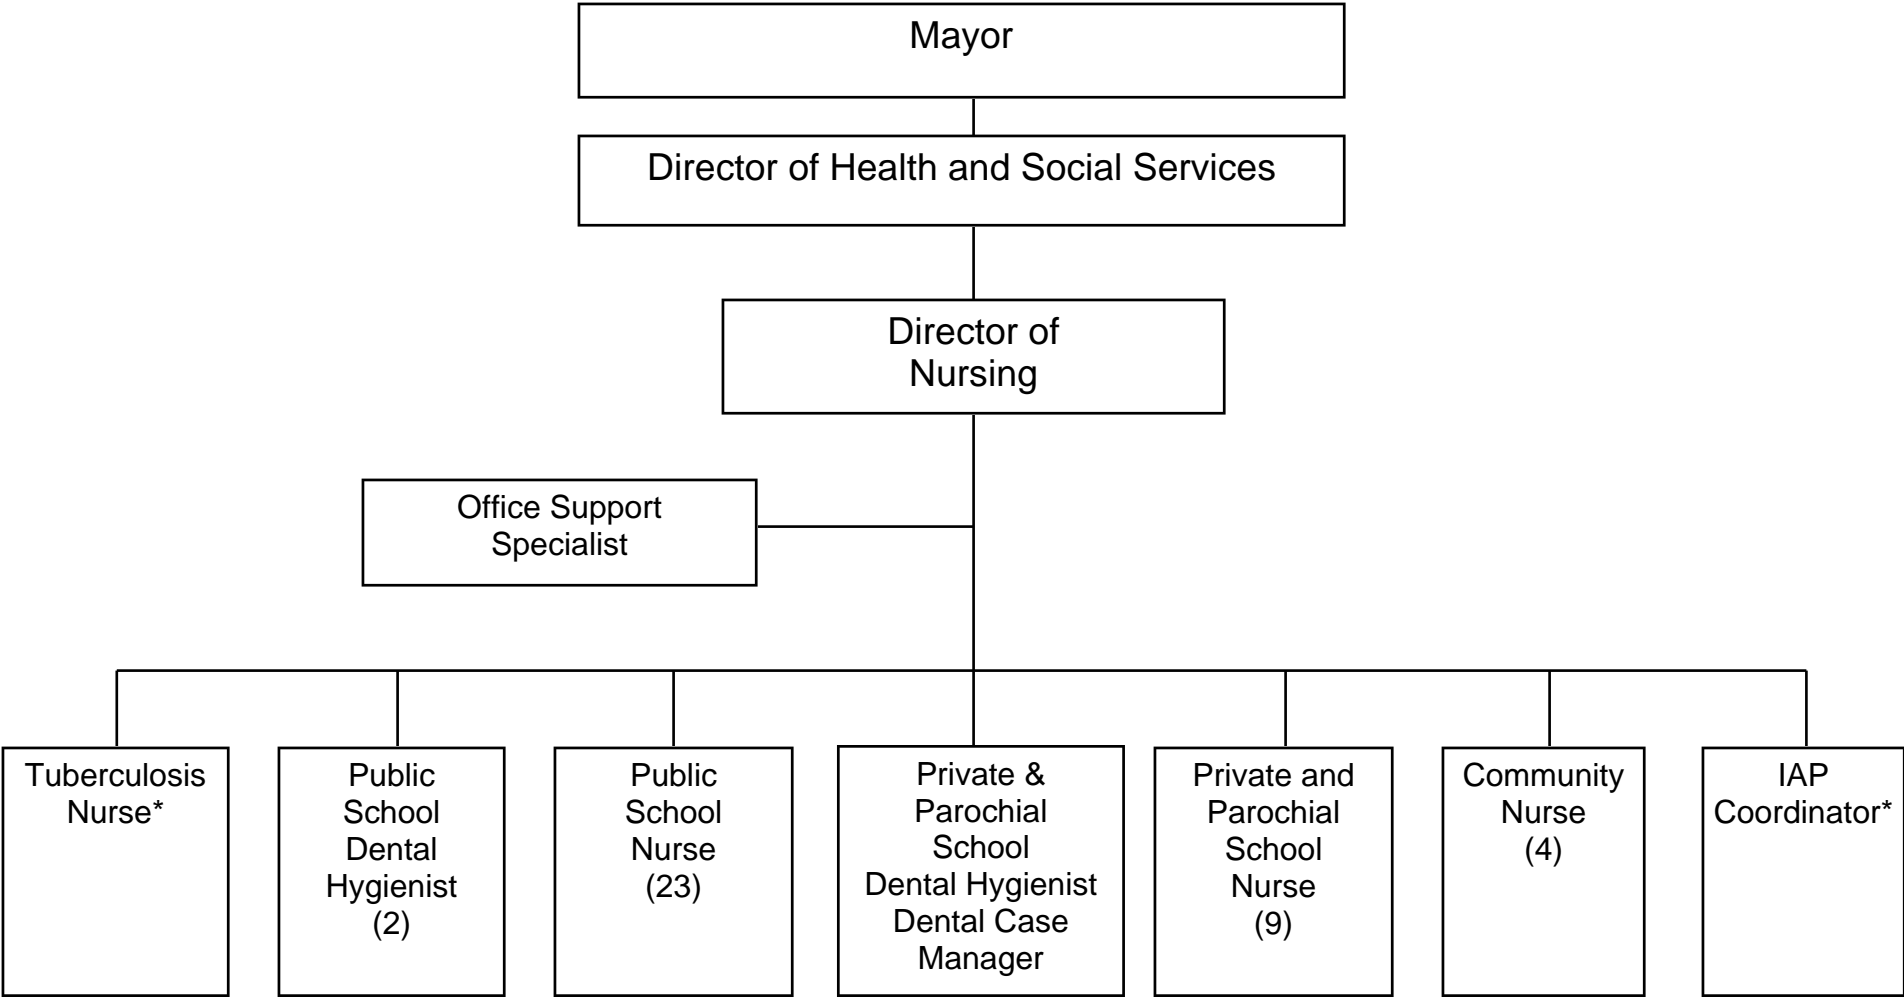 Mayor
Director of Health and Social Services
Director of
Nursing
Office Support
Specialist
Tuberculosis
Nurse*
Public
School
Dental
Hygienist
(2)
Public
School
Nurse
(23)
Private &
Parochial
School
Dental Hygienist
Dental Case
Manager
Private and
Parochial
School
Nurse
(9)
Community
Nurse
(4)
IAP
Coordinator*